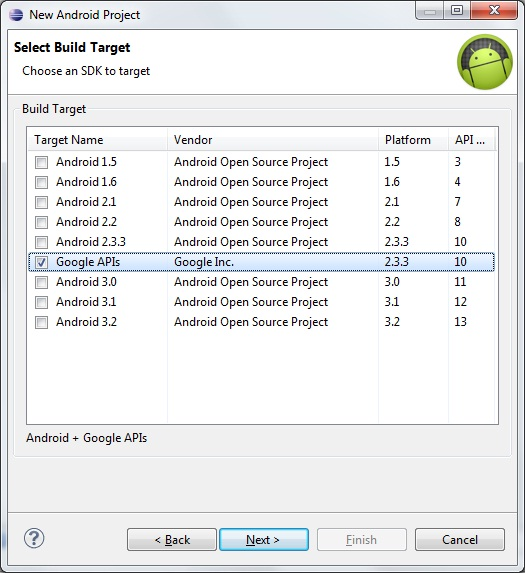 New Android Project
Select Build Target
Choose an SDK to target
Build Target
Target Name Vendor Platform API ...
Android 1.5 Android Open Source Project 1.5 3
Android 1.6 Android Open Source Project 1.6 4
Android 2.1 Android Open Source Project 2.1 7
Android 2.2 Android Open Source Project 2.2 8
Android 2.3.3 Android Open Source Project 2.3.3 10
Google APIs Google Inc. 2.3.3 10
Android 3.0 Android Open Source Project 3.0 11
Android 3.1 Android Open Source Project 3.1 12
Android 3.2 Android Open Source Project 3.2 13
Android + Google APIs
? < Back Next > Finish Cancel